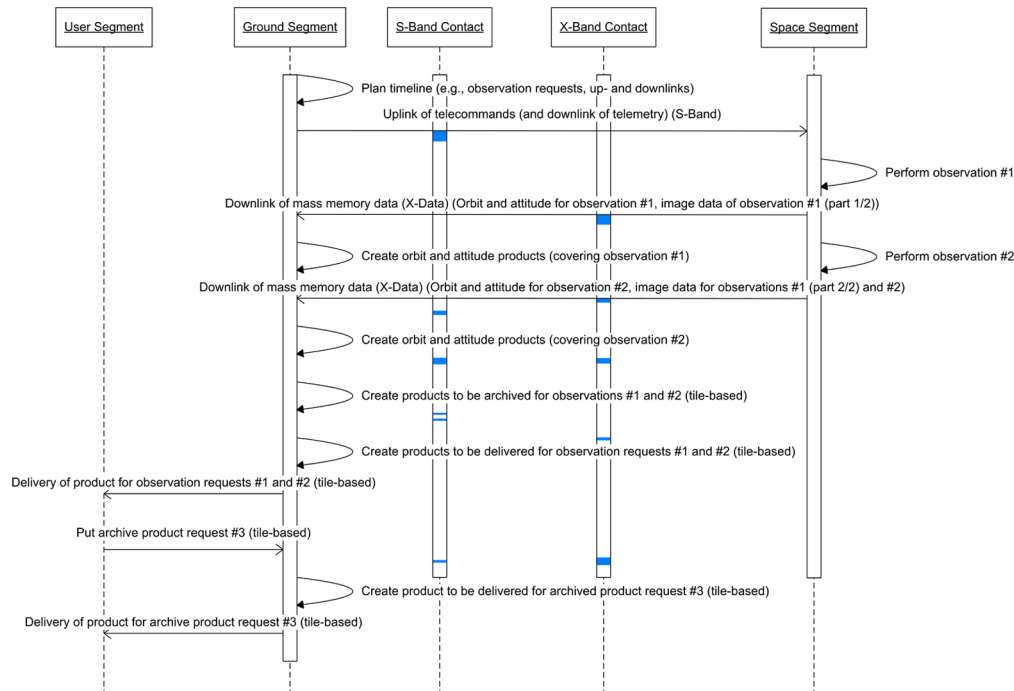 User Segment
Ground Segment
S-Band Contact
X-Band Contact
Space Segment
Plan timeline (e.g., observation requests, up- and downlinks)
Uplink of telecommands (and downlink of telemetry) (S-Band)
Perform observation #1
Downlink of mass memory data (X-Data) (Orbit and attitude for observation #1, image data of observation #1 (part 1/2))
Create orbit and attitude products (covering observation #1)
Perform observation #2
Downlink of mass memory data (X-Data) (Orbit and attitude for observation #2, image data for observations #1 (part 2/2) and #2)
Create orbit and attitude products (covering observation #2)
Create products to be archived for observations #1 and #2 (tile-based)
Create products to be delivered for observation requests #1 and #2 (tile-based)
Delivery of product for observation requests #1 and #2 (tile-based)
Put archive product request #3 (tile-based)
Create product to be delivered for archived product request #3 (tile-based)
Delivery of product for archive product request #3 (tile-based)